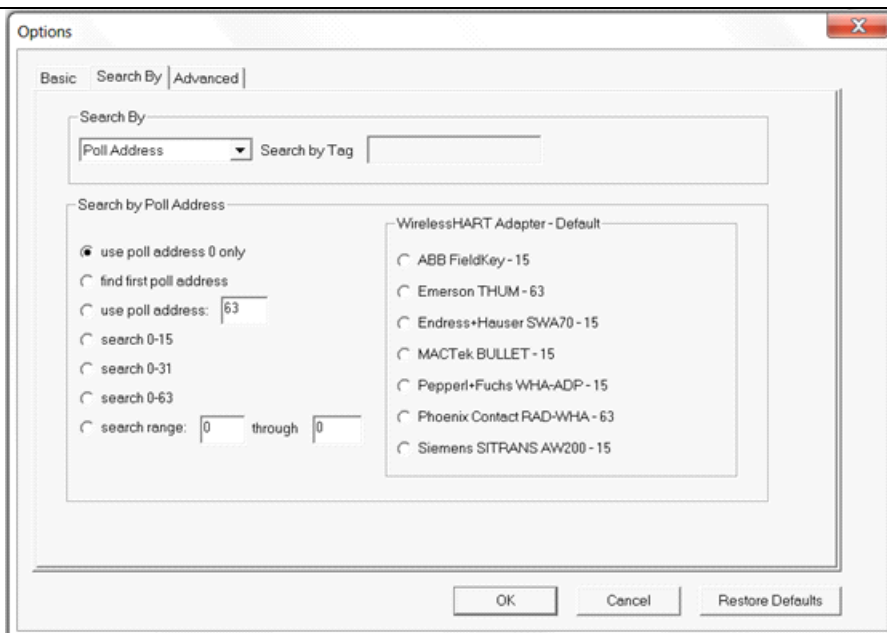 Options
Basic Search By Advanced
Search By
Poll Address Search by Tag
Search by Poll Address
use poll address 0 only
find first poll address
use poll address: 63
search 0-15
search 0-31
search 0-63
search range: 0 through 0
WirelessHART Adapter - Default
ABB FieldKey - 15
Emerson THUM - 63
Endress+Hauser SWA70 - 15
MACTek BULLET - 15
Pepperl+Fuchs WHA-ADP - 15
Phoenix Contact RAD-WHA - 63
Siemens SITRANS AW200 - 15
OK Cancel Restore Defaults